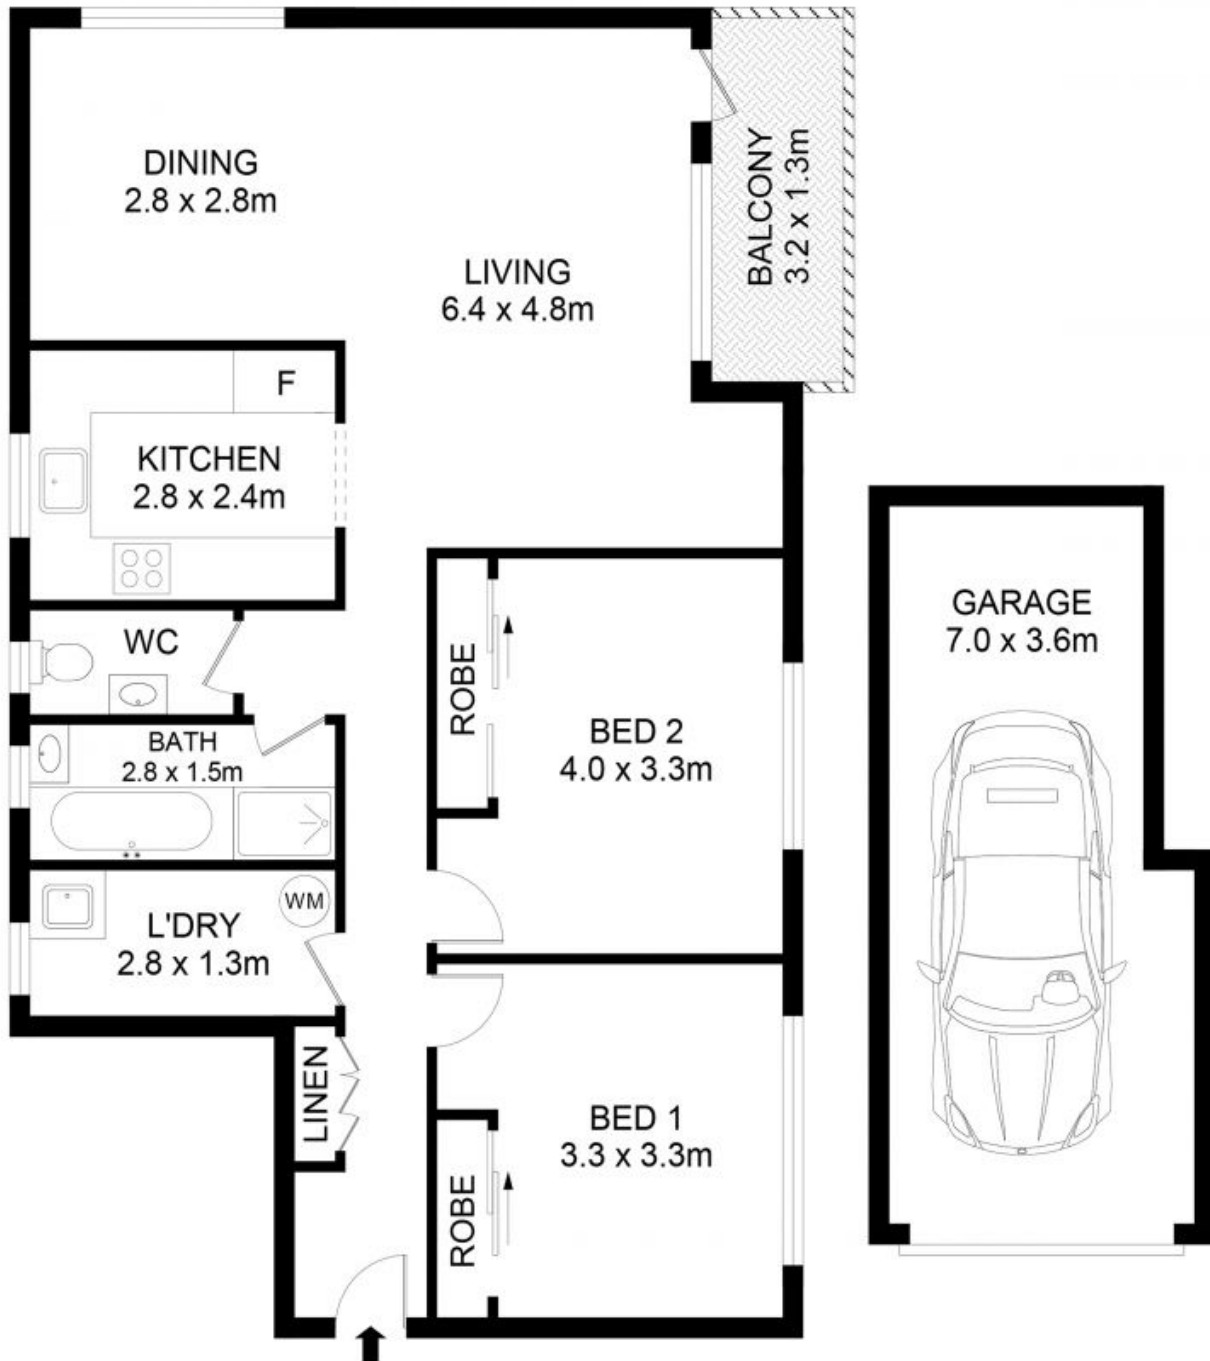 DINING
2.8 x 2.8m
BALCONY
3.2 x 1.3m
LIVING
6.4 x 4.8m
F
KITCHEN
2.8 x 2.4m
GARAGE
7.0 x 3.6m
WC
ROBE
BED 2
4.0 x 3.3m
BATH
2.8 x 1.5m
WM
L'DRY
2.8 x 1.3m
LINEN
BED 1
3.3 x 3.3m
ROBE